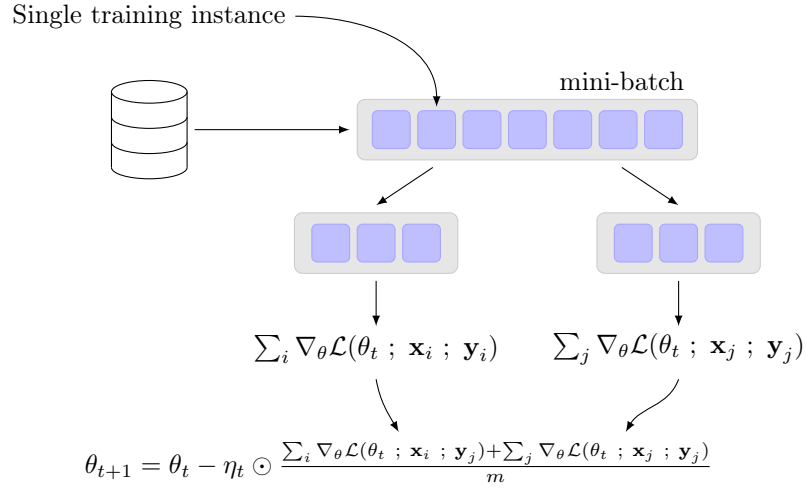 Single training instance
mini-batch
∑_i ∇_θ ℒ(θ_t ; 𝐱_i ; 𝐲_i)
∑_j ∇_θ ℒ(θ_t ; 𝐱_j ; 𝐲_j)
θ_{t+1} = θ_t − η_t ⊙ \frac{∑_i ∇_θ ℒ(θ_t ; 𝐱_i ; 𝐲_j)+∑_j ∇_θ ℒ(θ_t ; 𝐱_j ; 𝐲_j)}{m}